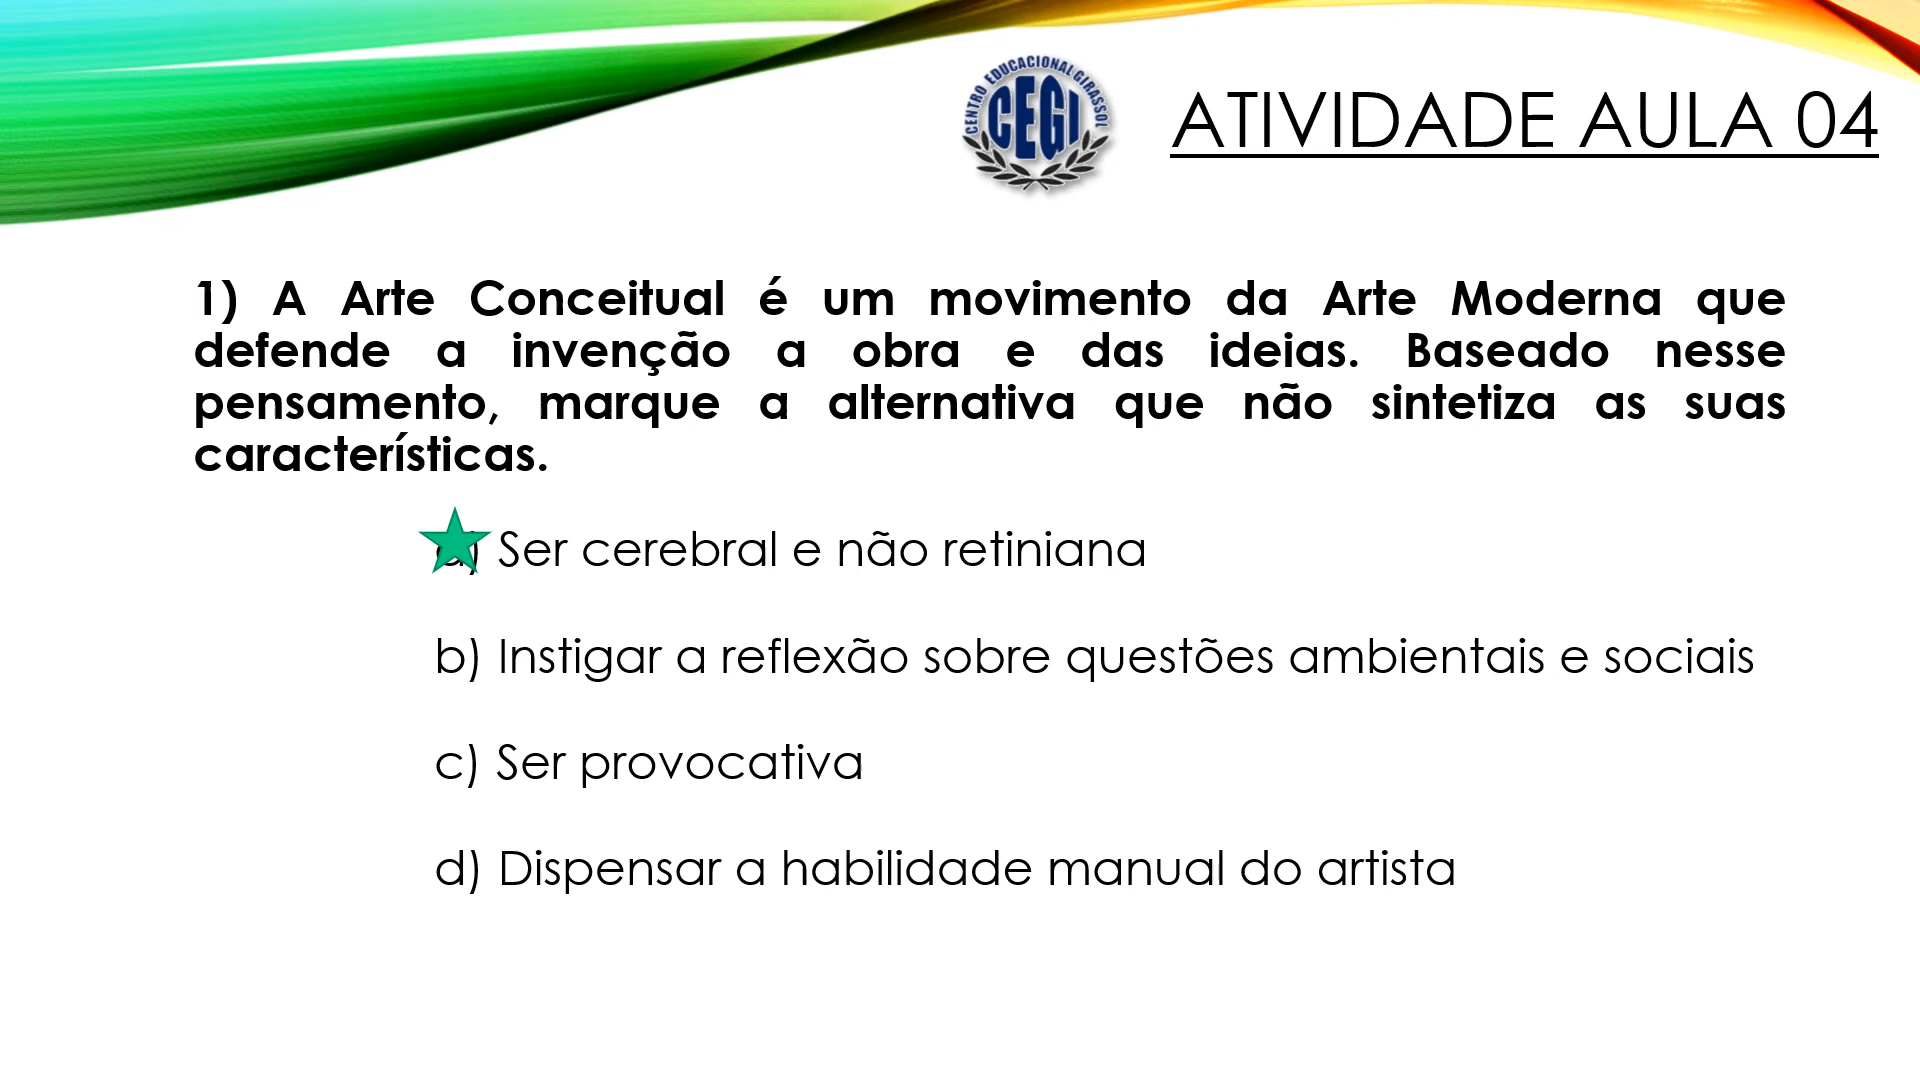 CENTRO EDUCACIONAL GIRASSOL
CEGI
ATIVIDADE AULA 04
1) A Arte Conceitual é um movimento da Arte Moderna que
defende a invenção a obra e das ideias. Baseado nesse
pensamento, marque a alternativa que não sintetiza as suas
características.
a) Ser cerebral e não retiniana
b) Instigar a reflexão sobre questões ambientais e sociais
c) Ser provocativa
d) Dispensar a habilidade manual do artista